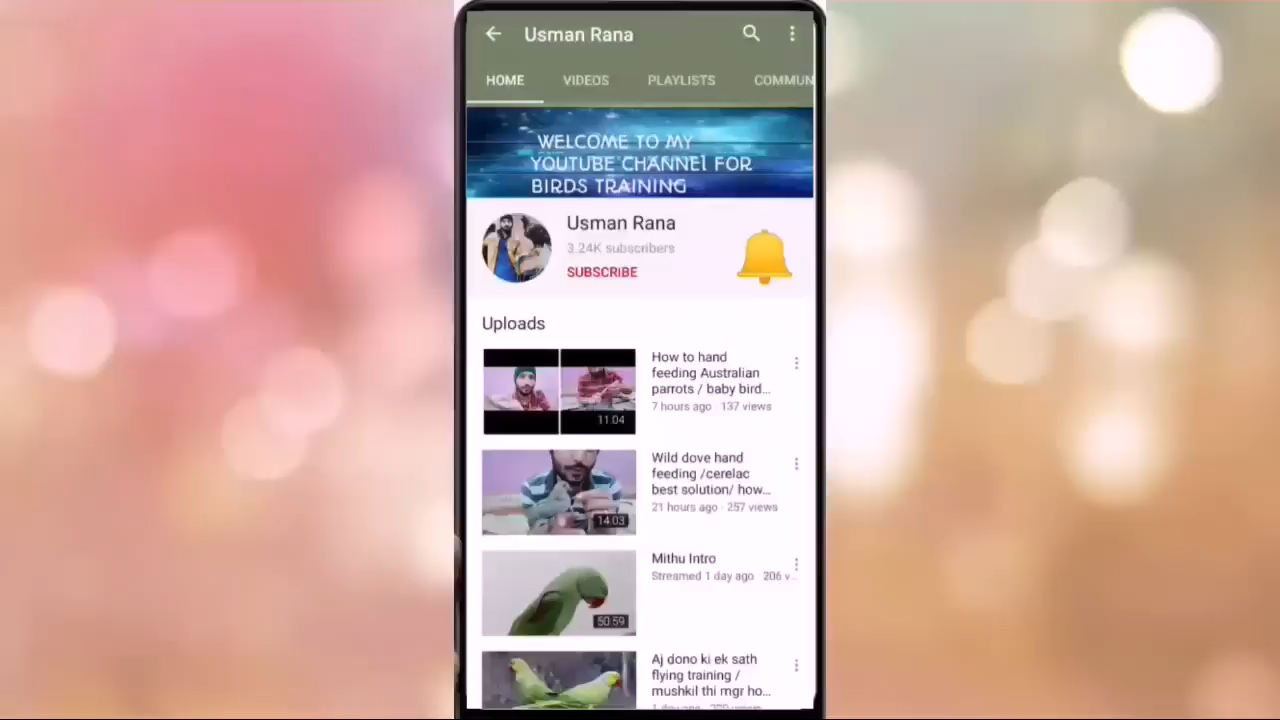 Usman Rana
HOME VIDEOS PLAYLISTS COMMUN
WELCOME TO MY
YOUTUBE CHANNEl FOR
BIRDS TRAINING
Usman Rana
3.24K subscribers
SUBSCRIBE
Uploads
How to hand
feeding Australian
parrots / baby bird...
7 hours ago · 137 views
11:04
Wild dove hand
feeding /cerelac
best solution/ how...
21 hours ago · 257 views
14:03
Mithu Intro
Streamed 1 day ago · 206 v...
50:59
Aj dono ki ek sath
flying training /
mushkil thi mgr ho...
1 day ago